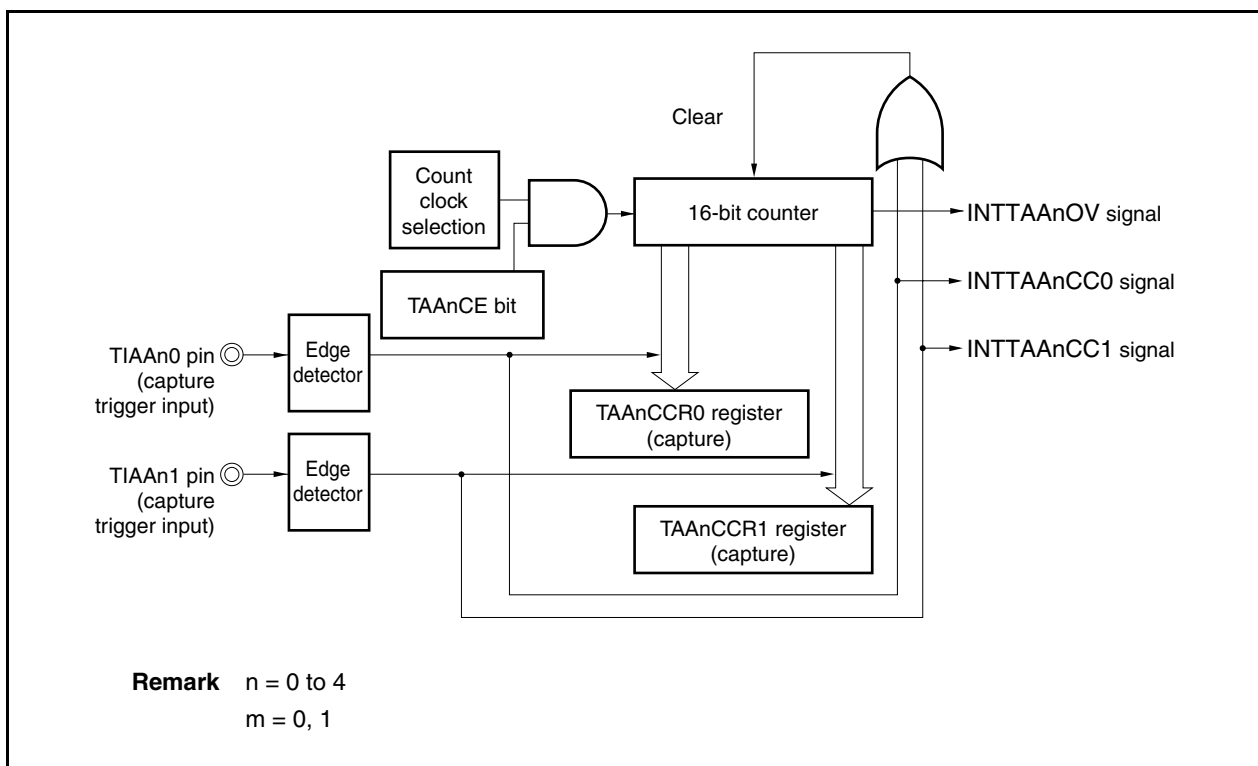 Clear
Count
clock
selection
16-bit counter
INTTAAnOV signal
TAAnCE bit
INTTAAnCC0 signal
TIAAn0 pin
(capture
trigger input)
Edge
detector
INTTAAnCC1 signal
TAAnCCR0 register
(capture)
TIAAn1 pin
(capture
trigger input)
Edge
detector
TAAnCCR1 register
(capture)
Remark n = 0 to 4
m = 0, 1